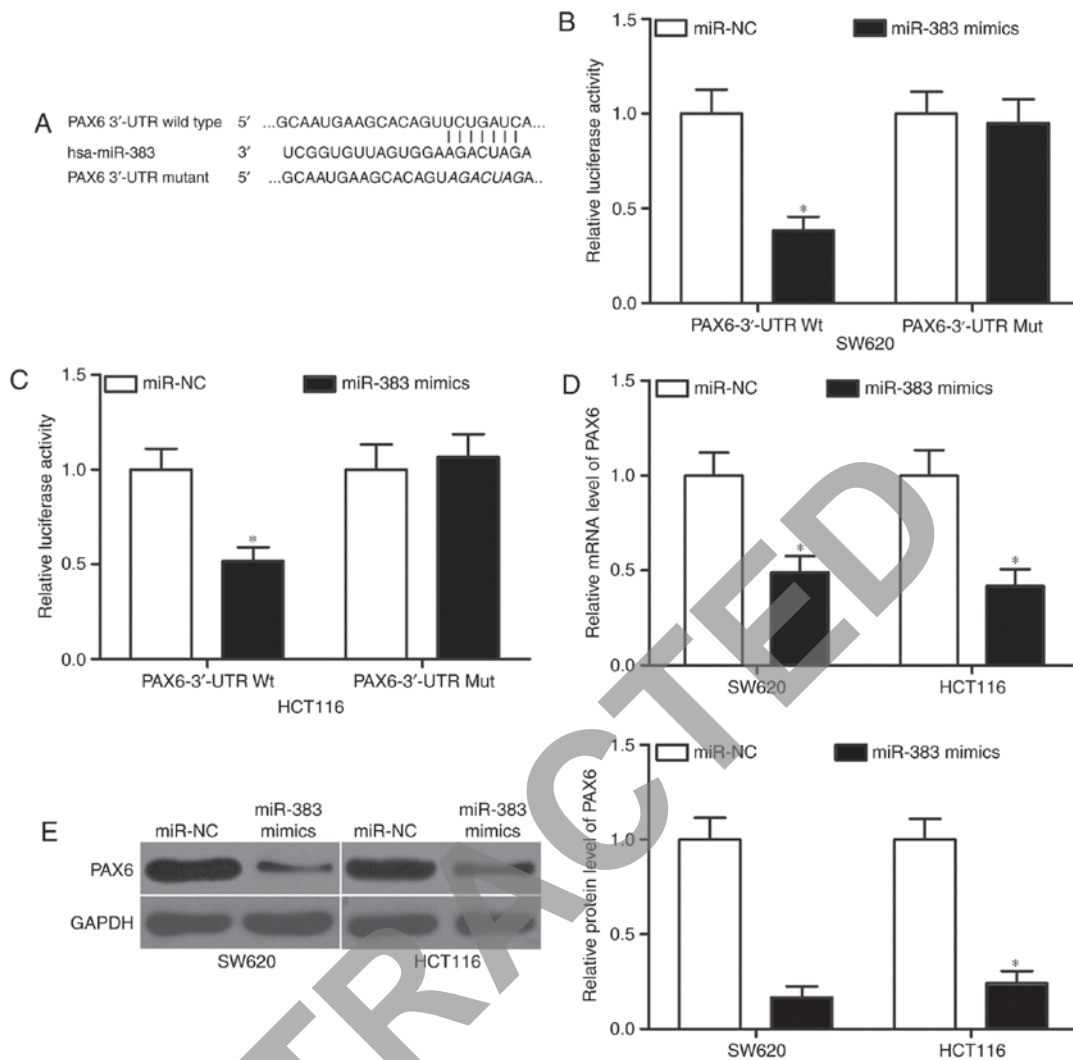 A
PAX6 3′-UTR wild type 5′ ...GCAAUGAAGCACAGUUCUGAUCA...
hsa-miR-383 3′ UCGGUGUUAGUGGAAGACUAGA
PAX6 3′-UTR mutant 5′ ...GCAAUGAAGCACAGUAGACUAGA..
B
miR-NC miR-383 mimics
Relative luciferase activity
1.5
1.0
0.5
0.0
*
PAX6-3′-UTR Wt PAX6-3′-UTR Mut
SW620
C
miR-NC miR-383 mimics
Relative luciferase activity
1.5
1.0
0.5
0.0
*
PAX6-3′-UTR Wt PAX6-3′-UTR Mut
HCT116
D
miR-NC miR-383 mimics
Relative mRNA level of PAX6
1.5
1.0
0.5
0.0
* *
SW620 HCT116
E
miR-NC miR-383 mimics miR-NC miR-383 mimics
PAX6
GAPDH
SW620 HCT116
miR-NC miR-383 mimics
Relative protein level of PAX6
1.5
1.0
0.5
0.0
*
SW620 HCT116
TRACTED